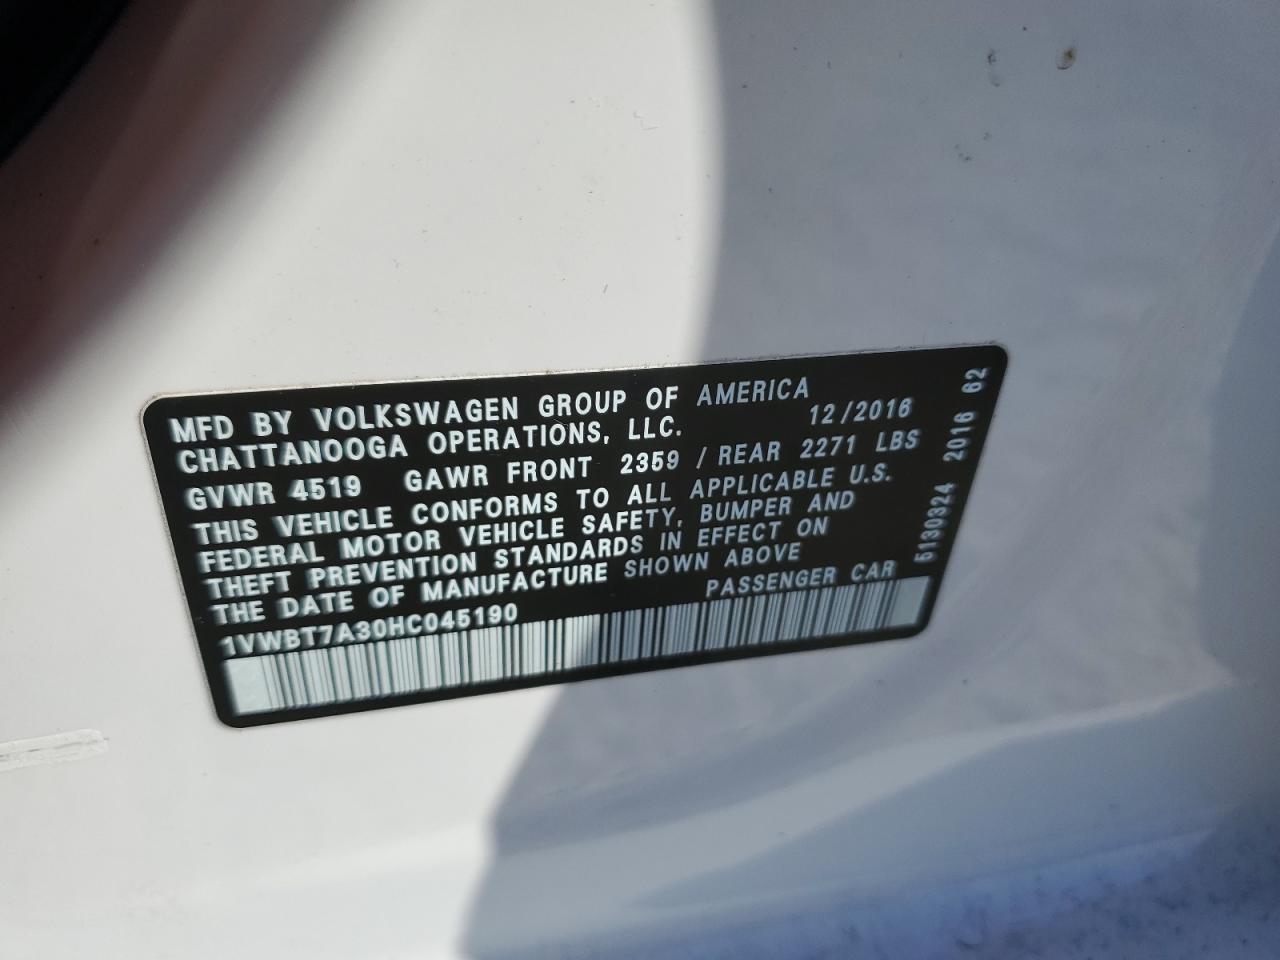 MFD BY VOLKSWAGEN GROUP OF AMERICA
CHATTANOOGA OPERATIONS, LLC. 12/2016
GVWR 4519 GAWR FRONT 2359 / REAR 2271 LBS
THIS VEHICLE CONFORMS TO ALL APPLICABLE U.S.
FEDERAL MOTOR VEHICLE SAFETY, BUMPER AND
THEFT PREVENTION STANDARDS IN EFFECT ON
THE DATE OF MANUFACTURE SHOWN ABOVE
PASSENGER CAR
1VWBT7A30HC045190
5130324 2016 62